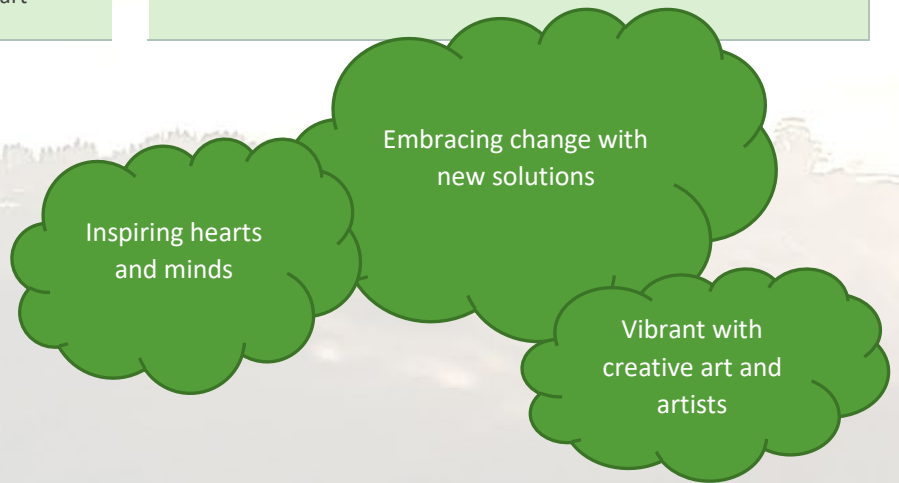 Embracing change with
new solutions
Inspiring hearts
and minds
Vibrant with
creative art and
artists